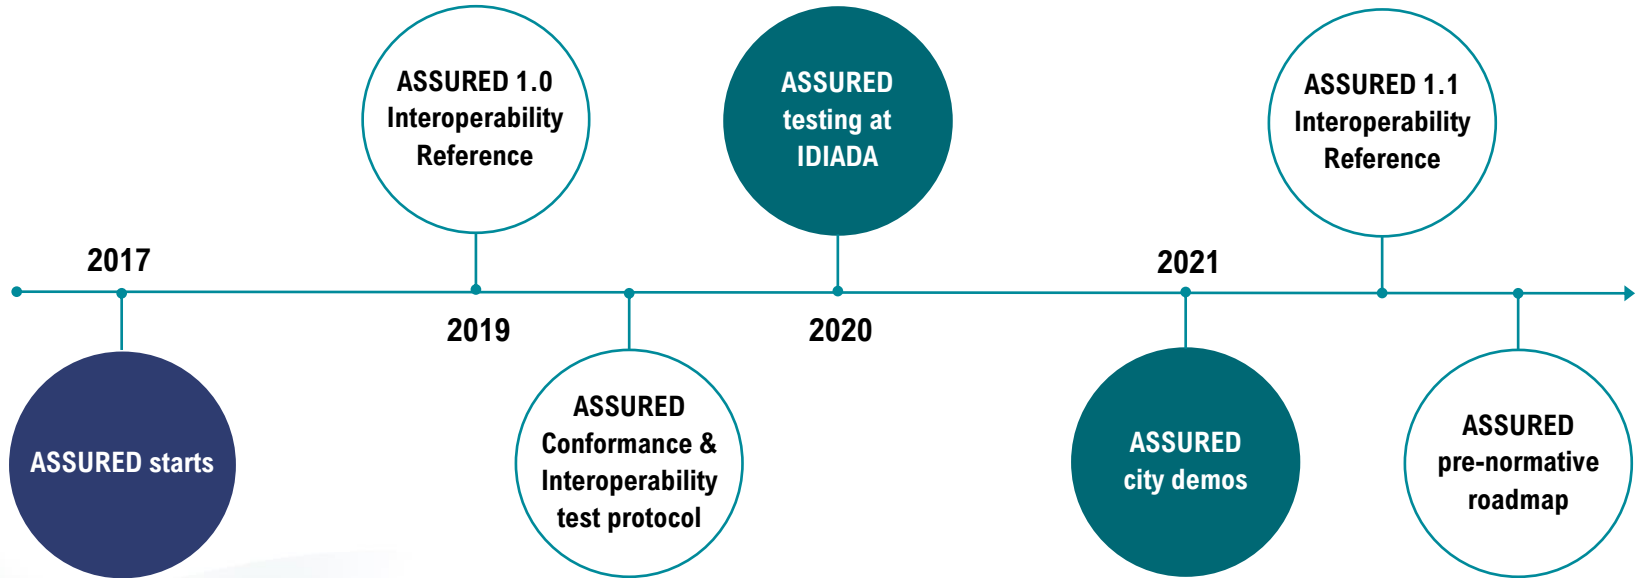 2017
ASSURED starts
ASSURED 1.0
Interoperability
Reference
2019
ASSURED
Conformance &
Interoperability
test protocol
ASSURED
testing at
IDIADA
2020
2021
ASSURED
city demos
ASSURED 1.1
Interoperability
Reference
ASSURED
pre-normative
roadmap